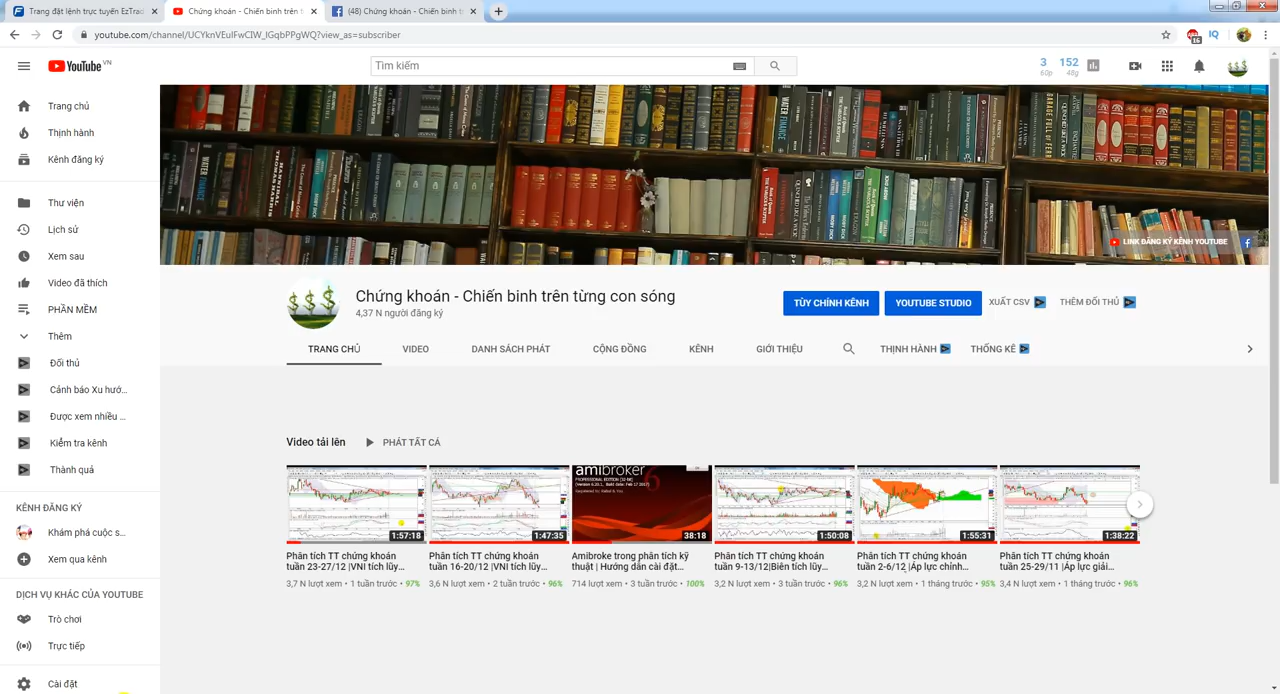 Trang đặt lệnh trực tuyến EzTrad
Chứng khoán - Chiến binh trên t
(48) Chứng khoán - Chiến binh t
youtube.com/channel/UCYknVEuIFwCIW_lGqbPPgWQ?view_as=subscriber
16
IQ
YouTube VN
Tìm kiếm
3 152
60p 48g
Trang chủ
Thịnh hành
Kênh đăng ký
Thư viện
Lịch sử
Xem sau
Video đã thích
PHẦN MỀM
Thêm
Đối thủ
Cảnh báo Xu hướ...
Được xem nhiều ...
Kiểm tra kênh
Thành quả
KÊNH ĐĂNG KÝ
Khám phá cuộc s...
Xem qua kênh
DỊCH VỤ KHÁC CỦA YOUTUBE
Trò chơi
Trực tiếp
Cài đặt
LINK ĐĂNG KÝ KÊNH YOUTUBE
Chứng khoán - Chiến binh trên từng con sóng
4,37 N người đăng ký
TÙY CHỈNH KÊNH YOUTUBE STUDIO XUẤT CSV THÊM ĐỐI THỦ
TRANG CHỦ VIDEO DANH SÁCH PHÁT CỘNG ĐỒNG KÊNH GIỚI THIỆU THỊNH HÀNH THỐNG KÊ
Video tải lên PHÁT TẤT CẢ
1:57:18
Phân tích TT chứng khoán
tuần 23-27/12 |VNI tích lũy...
3,7 N lượt xem • 1 tuần trước • 97%
1:47:35
Phân tích TT chứng khoán
tuần 16-20/12 |VNI tích lũy...
3,6 N lượt xem • 2 tuần trước • 96%
amibroker
PROFESSIONAL EDITION (32-bit)
38:18
Amibroke trong phân tích kỹ
thuật | Hướng dẫn cài đặt...
714 lượt xem • 3 tuần trước • 100%
1:50:08
Phân tích TT chứng khoán
tuần 9-13/12|Biên tích lũy...
3,2 N lượt xem • 3 tuần trước • 96%
1:55:31
Phân tích TT chứng khoán
tuần 2-6/12 |Áp lực chỉnh...
3,2 N lượt xem • 1 tháng trước • 95%
1:38:22
Phân tích TT chứng khoán
tuần 25-29/11 |Áp lực giải...
3,4 N lượt xem • 1 tháng trước • 96%